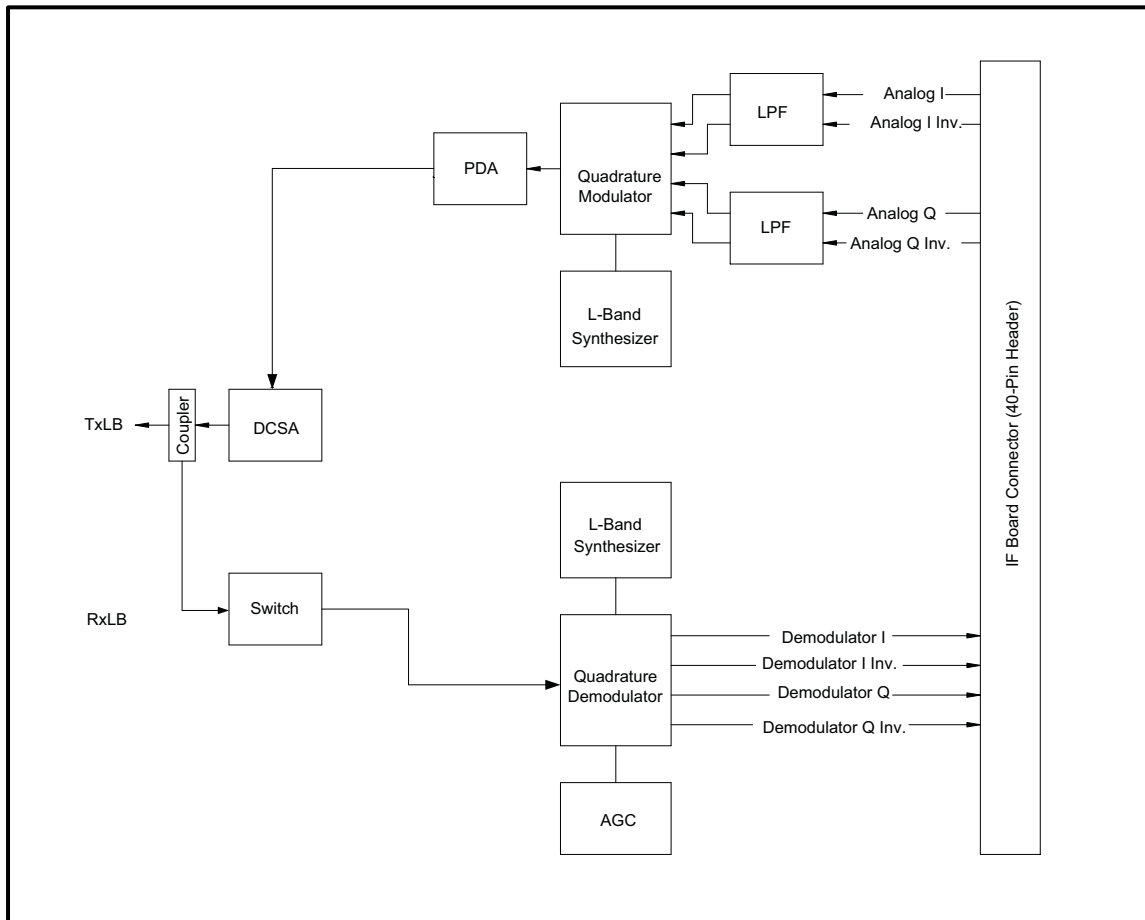 Analog I
LPF
Analog I Inv.
PDA
Quadrature
Modulator
Analog Q
LPF
Analog Q Inv.
L-Band
Synthesizer
IF Board Connector (40-Pin Header)
TxLB
Coupler
DCSA
L-Band
Synthesizer
RxLB
Switch
Quadrature
Demodulator
Demodulator I
Demodulator I Inv.
Demodulator Q
Demodulator Q Inv.
AGC